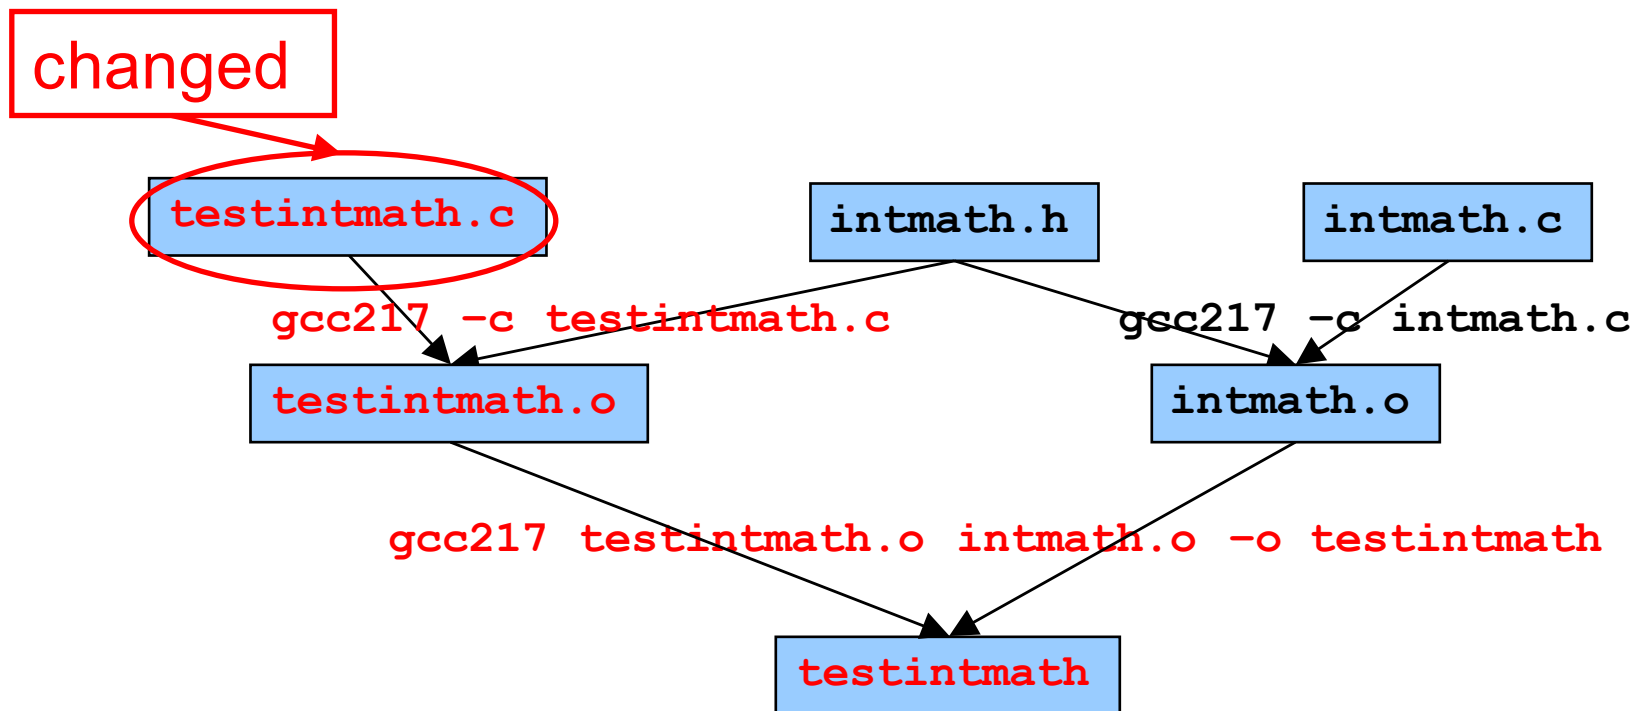 changed
testintmath.c
intmath.h
intmath.c
gcc217 -c testintmath.c
gcc217 -c intmath.c
testintmath.o
intmath.o
gcc217 testintmath.o intmath.o -o testintmath
testintmath